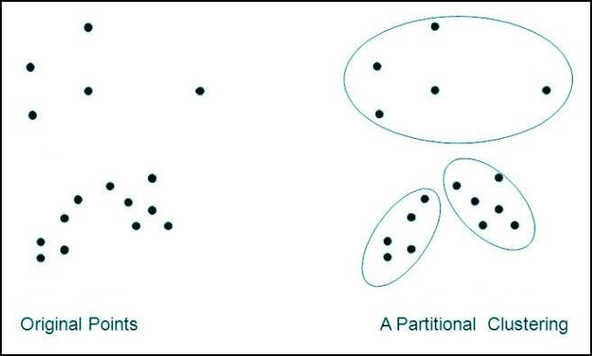 Original Points
A Partitional Clustering